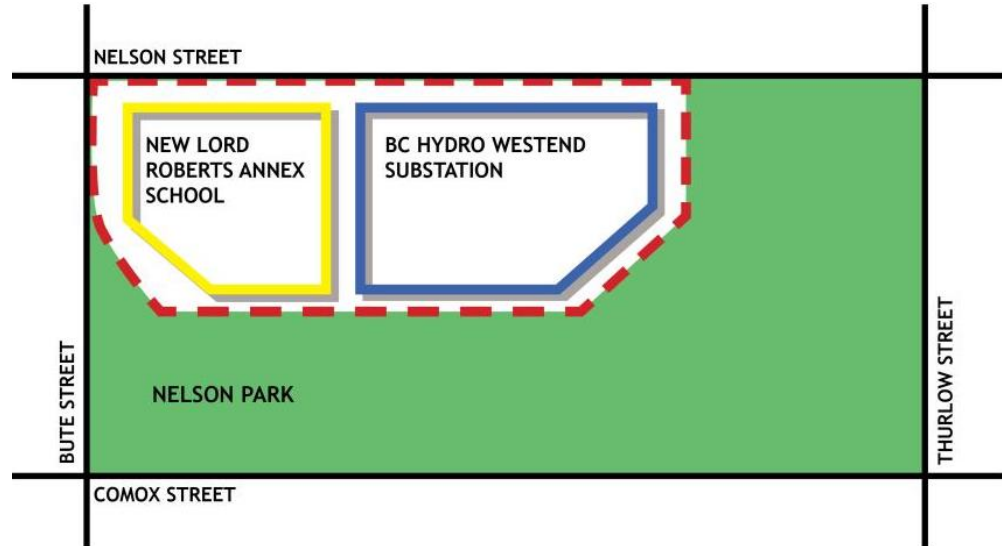 NELSON STREET
NEW LORD
ROBERTS ANNEX
SCHOOL
BC HYDRO WESTEND
SUBSTATION
BUTE STREET
THURLOW STREET
NELSON PARK
COMOX STREET